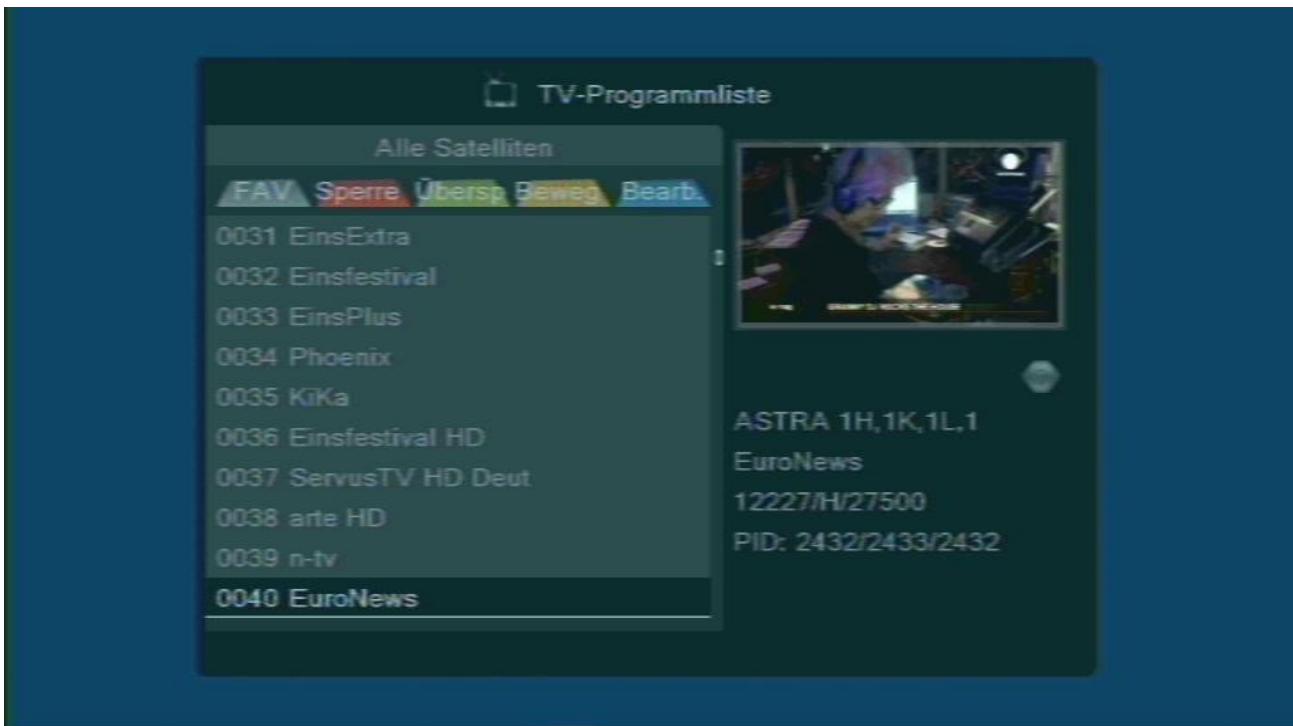 TV-Programmliste
Alle Satelliten
FAV Sperre Übersp Beweg Bearb.
0031 EinsExtra
0032 Einsfestival
0033 EinsPlus
0034 Phoenix
0035 KiKa
0036 Einsfestival HD
0037 ServusTV HD Deut
0038 arte HD
0039 n-tv
0040 EuroNews
ASTRA 1H,1K,1L,1
EuroNews
12227/H/27500
PID: 2432/2433/2432